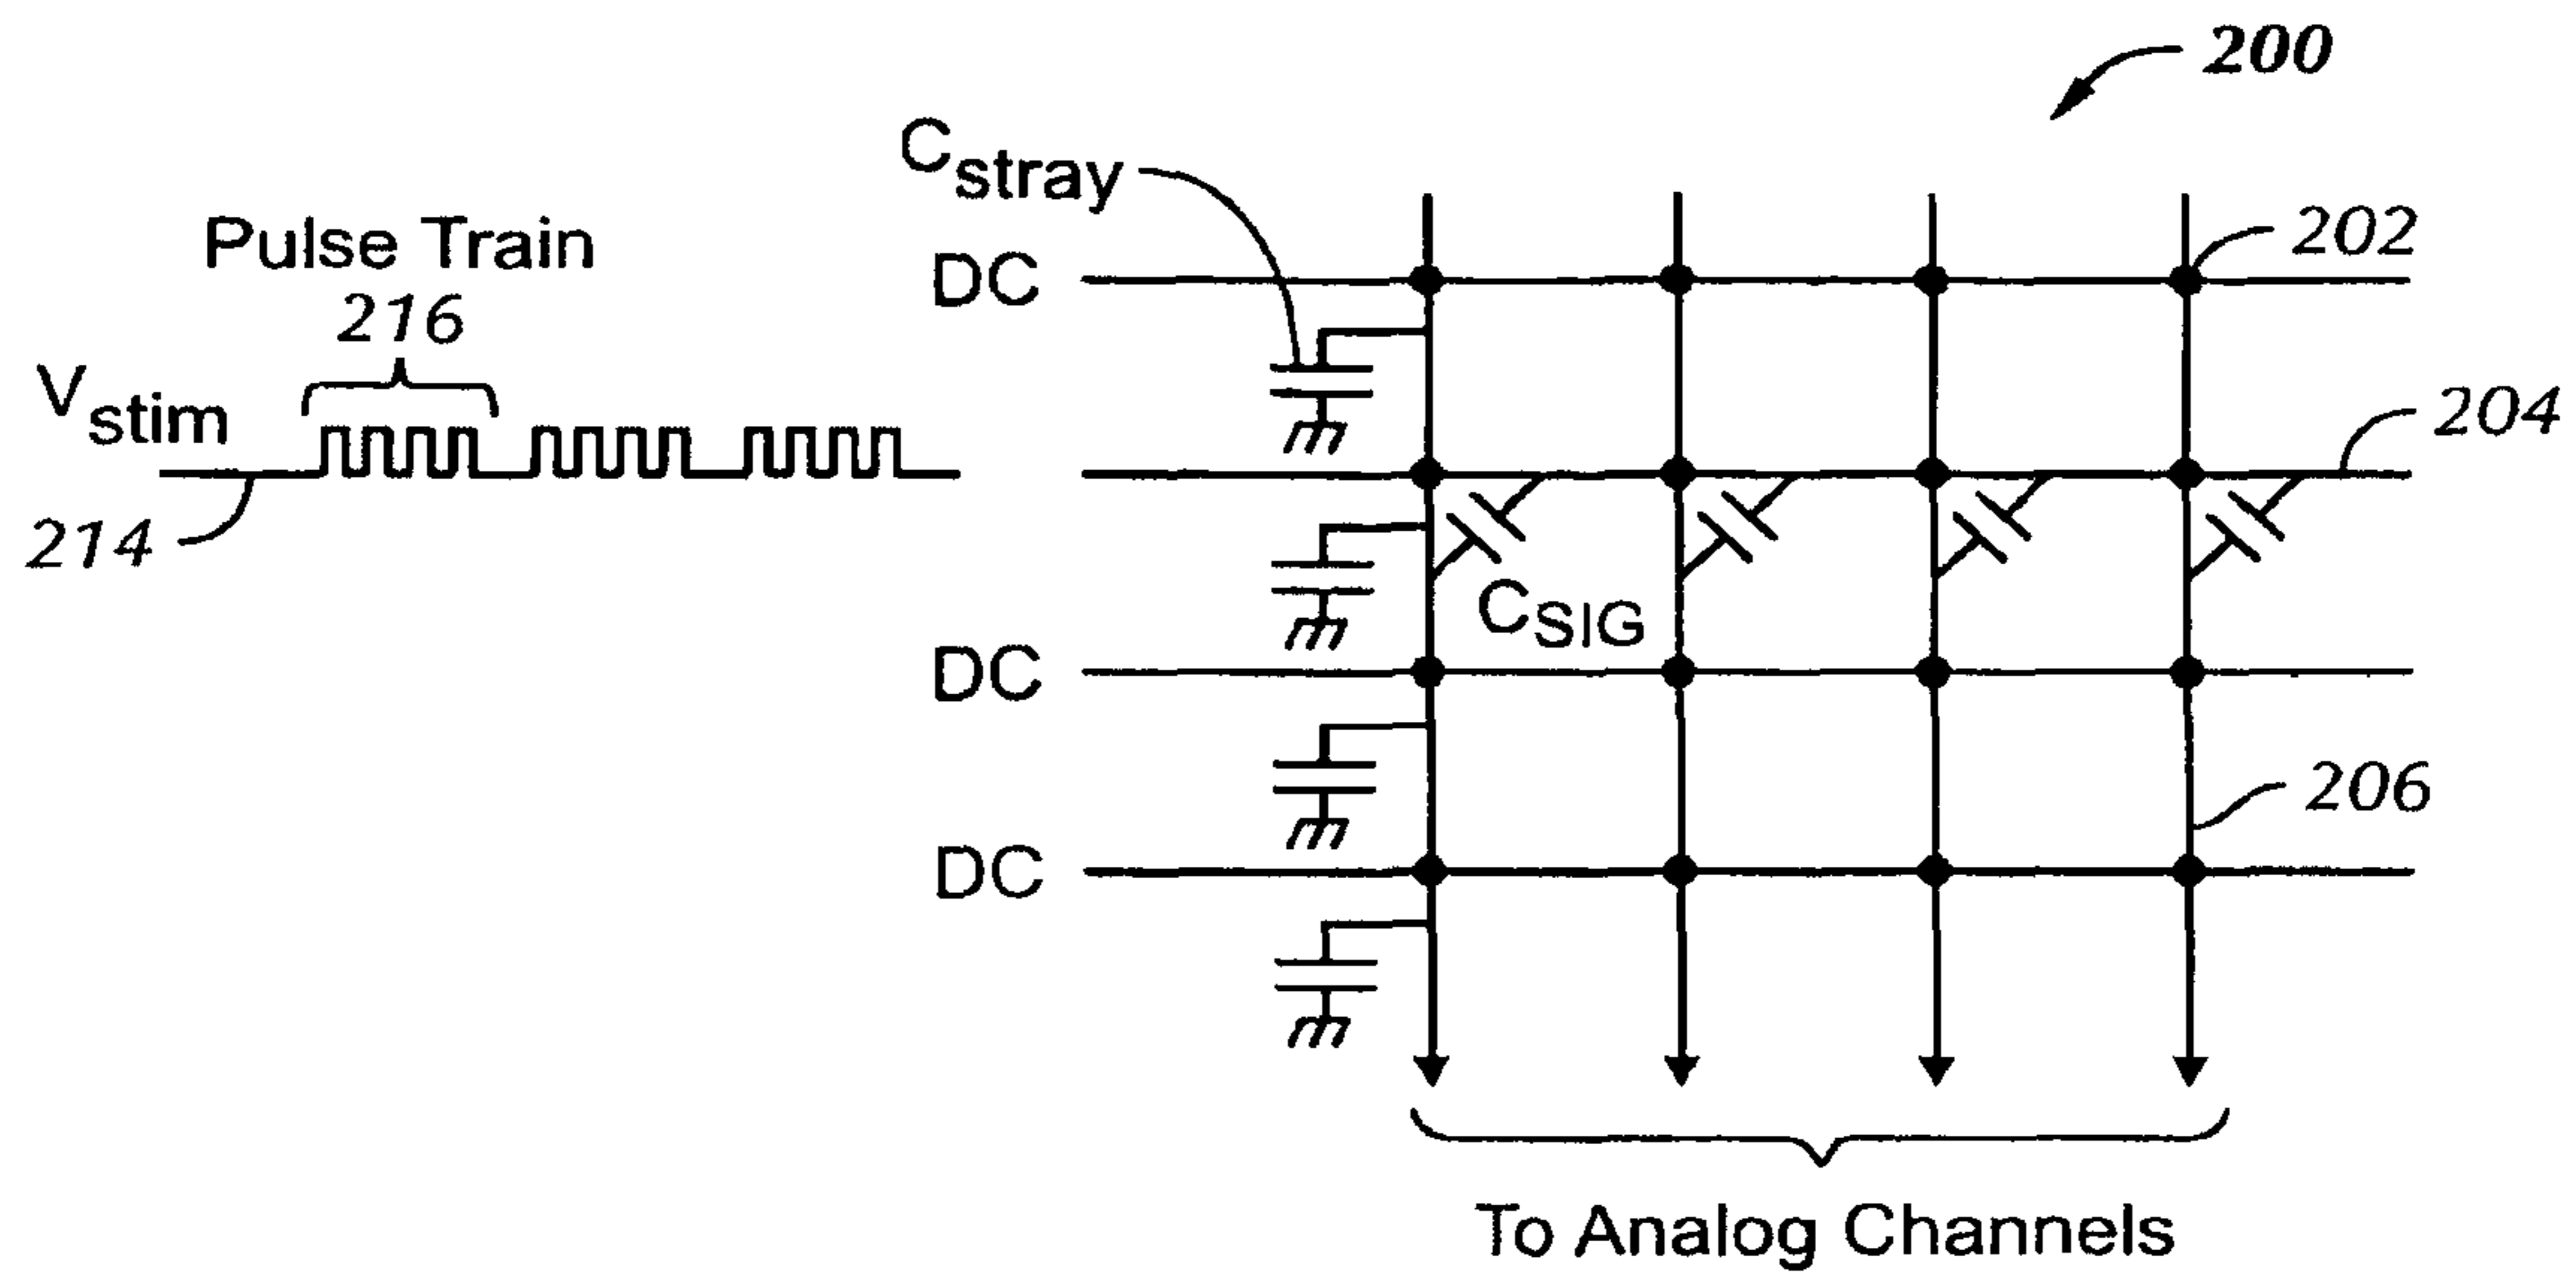 200
Cstray
Pulse Train
216
202
DC
Vstim
204
214
CSIG
DC
206
DC
To Analog Channels